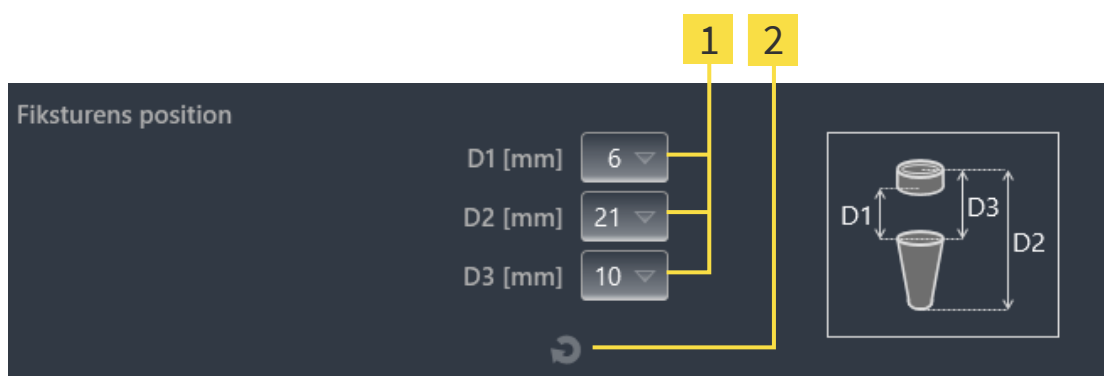 1 2
Fiksturens position
D1 [mm] 6
D2 [mm] 21
D3 [mm] 10
D1
D3
D2